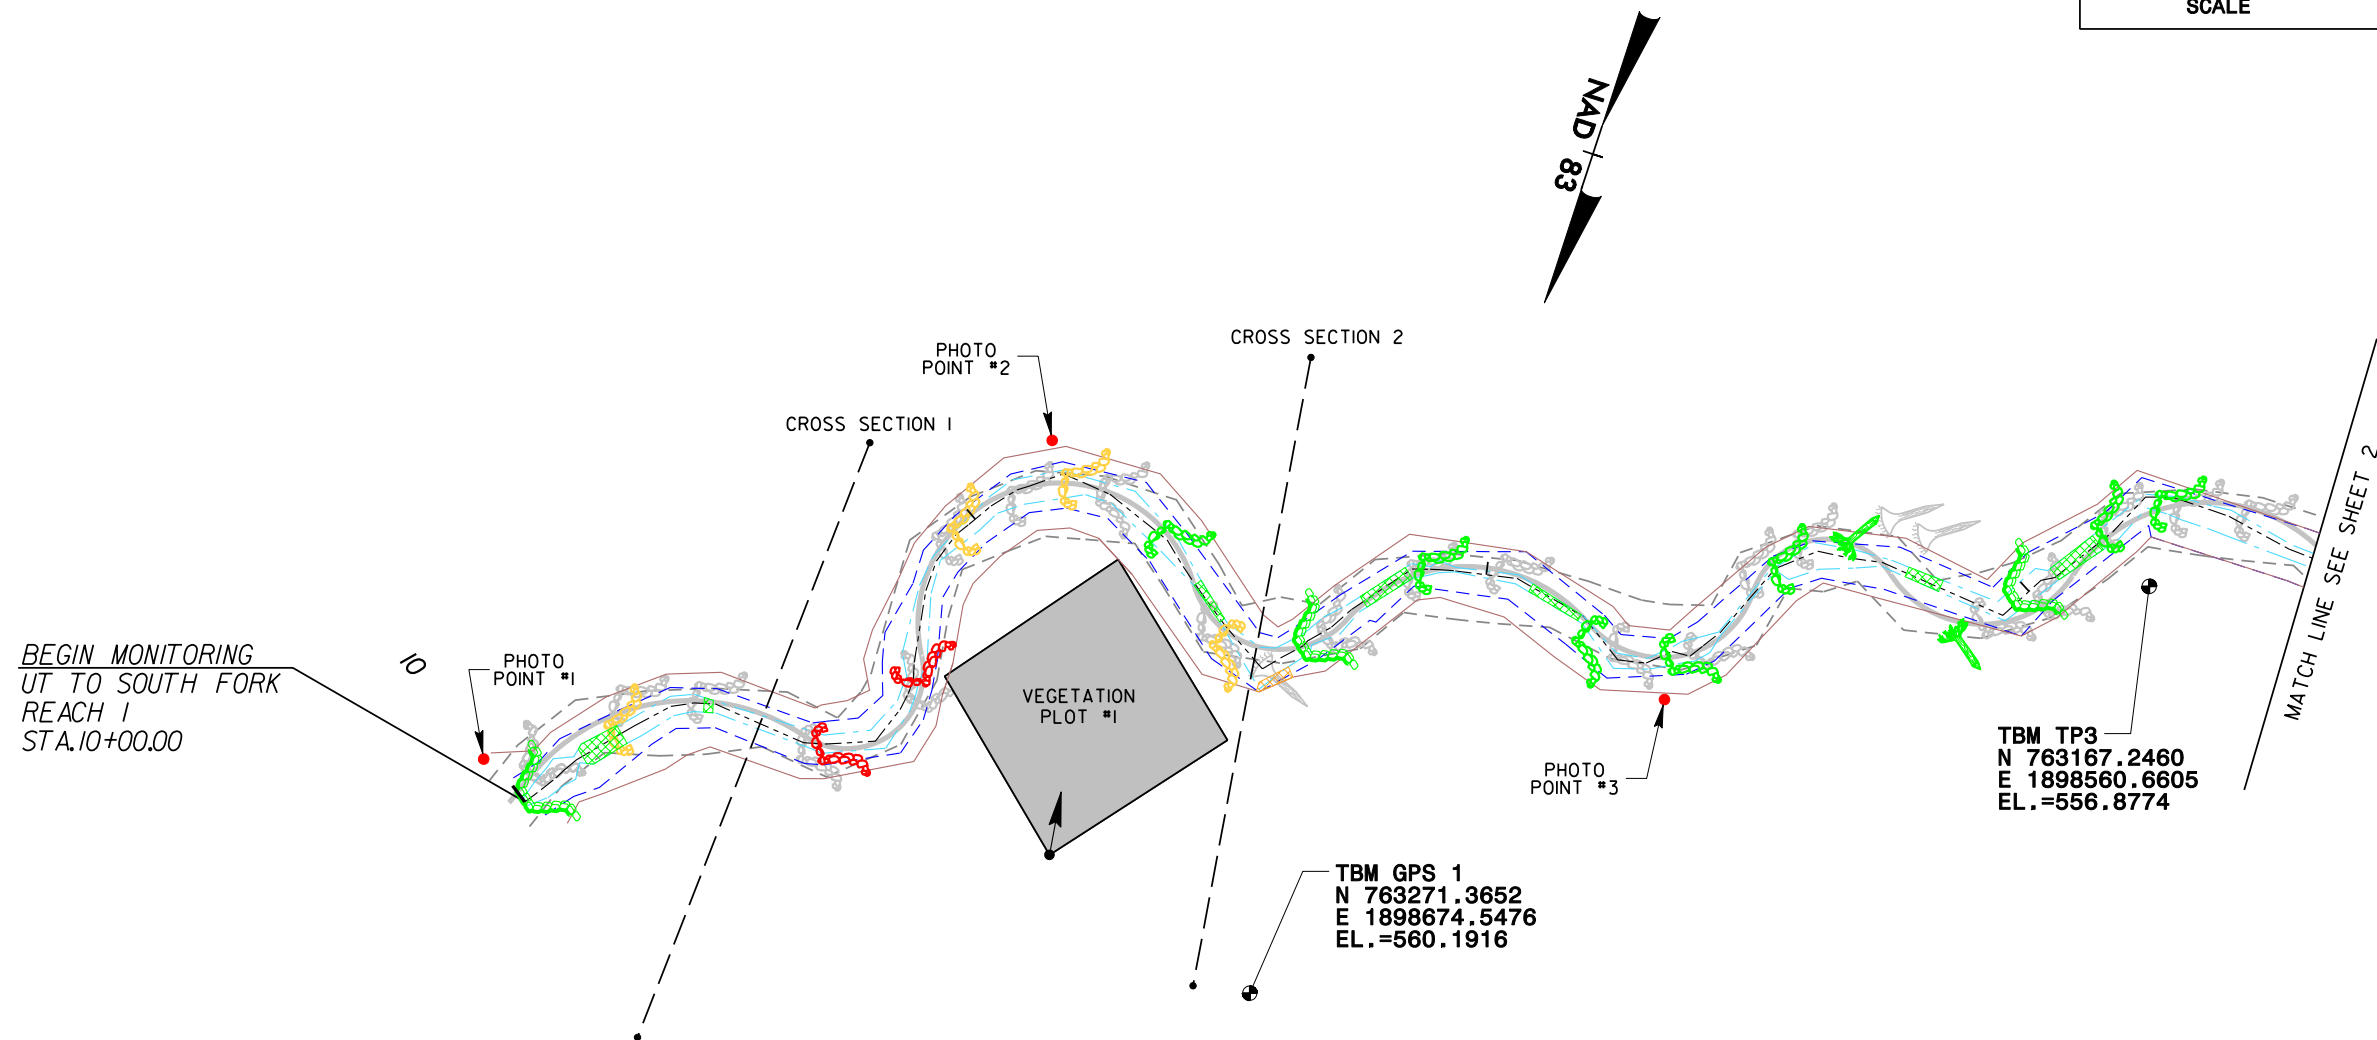 SCALE
NAD 83
CROSS SECTION 2
PHOTO
POINT #2
CROSS SECTION 1
MATCH LINE SEE SHEET 2
BEGIN MONITORING
UT TO SOUTH FORK
REACH 1
STA.10+00.00
10
PHOTO
POINT #1
VEGETATION
PLOT #1
PHOTO
POINT #3
TBM TP3
N 763167.2460
E 1898560.6605
EL.=556.8774
TBM GPS 1
N 763271.3652
E 1898674.5476
EL.=560.1916